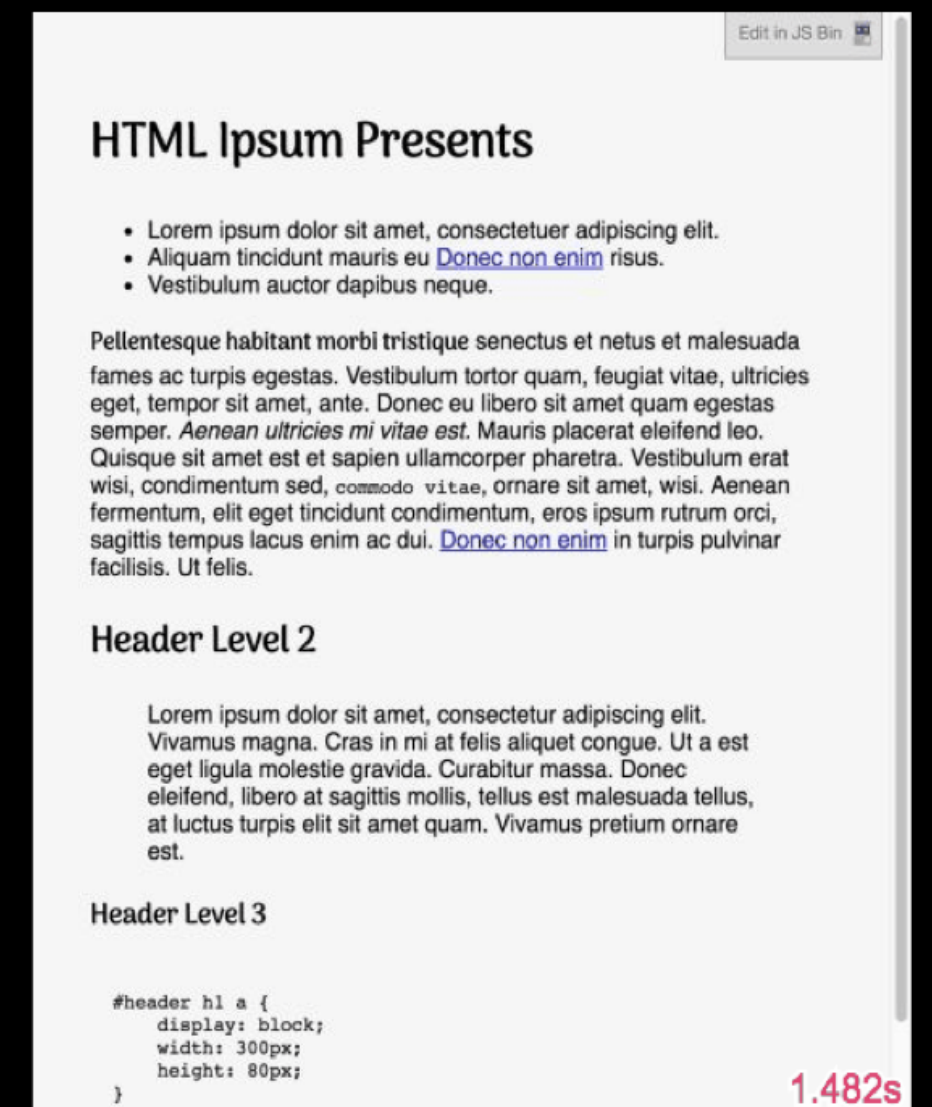 Edit in JS Bin
HTML Ipsum Presents
• Lorem ipsum dolor sit amet, consectetuer adipiscing elit.
• Aliquam tincidunt mauris eu Donec non enim risus.
• Vestibulum auctor dapibus neque.
Pellentesque habitant morbi tristique senectus et netus et malesuada
fames ac turpis egestas. Vestibulum tortor quam, feugiat vitae, ultricies
eget, tempor sit amet, ante. Donec eu libero sit amet quam egestas
semper. Aenean ultricies mi vitae est. Mauris placerat eleifend leo.
Quisque sit amet est et sapien ullamcorper pharetra. Vestibulum erat
wisi, condimentum sed, commodo vitae, ornare sit amet, wisi. Aenean
fermentum, elit eget tincidunt condimentum, eros ipsum rutrum orci,
sagittis tempus lacus enim ac dui. Donec non enim in turpis pulvinar
facilisis. Ut felis.
Header Level 2
Lorem ipsum dolor sit amet, consectetur adipiscing elit.
Vivamus magna. Cras in mi at felis aliquet congue. Ut a est
eget ligula molestie gravida. Curabitur massa. Donec
eleifend, libero at sagittis mollis, tellus est malesuada tellus,
at luctus turpis elit sit amet quam. Vivamus pretium ornare
est.
Header Level 3
#header h1 a {
    display: block;
    width: 300px;
    height: 80px;
}
1.482s